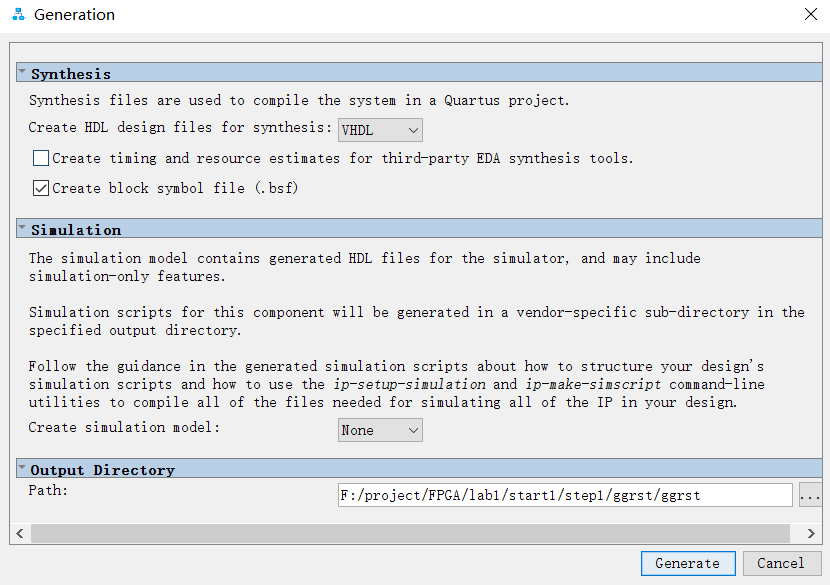 Generation
Synthesis
Synthesis files are used to compile the system in a Quartus project.
Create HDL design files for synthesis: VHDL
Create timing and resource estimates for third-party EDA synthesis tools.
Create block symbol file (.bsf)
Simulation
The simulation model contains generated HDL files for the simulator, and may include
simulation-only features.
Simulation scripts for this component will be generated in a vendor-specific sub-directory in the
specified output directory.
Follow the guidance in the generated simulation scripts about how to structure your design's
simulation scripts and how to use the ip-setup-simulation and ip-make-simscript command-line
utilities to compile all of the files needed for simulating all of the IP in your design.
Create simulation model: None
Output Directory
Path: F:/project/FPGA/lab1/start1/step1/ggrst/ggrst ...
Generate Cancel